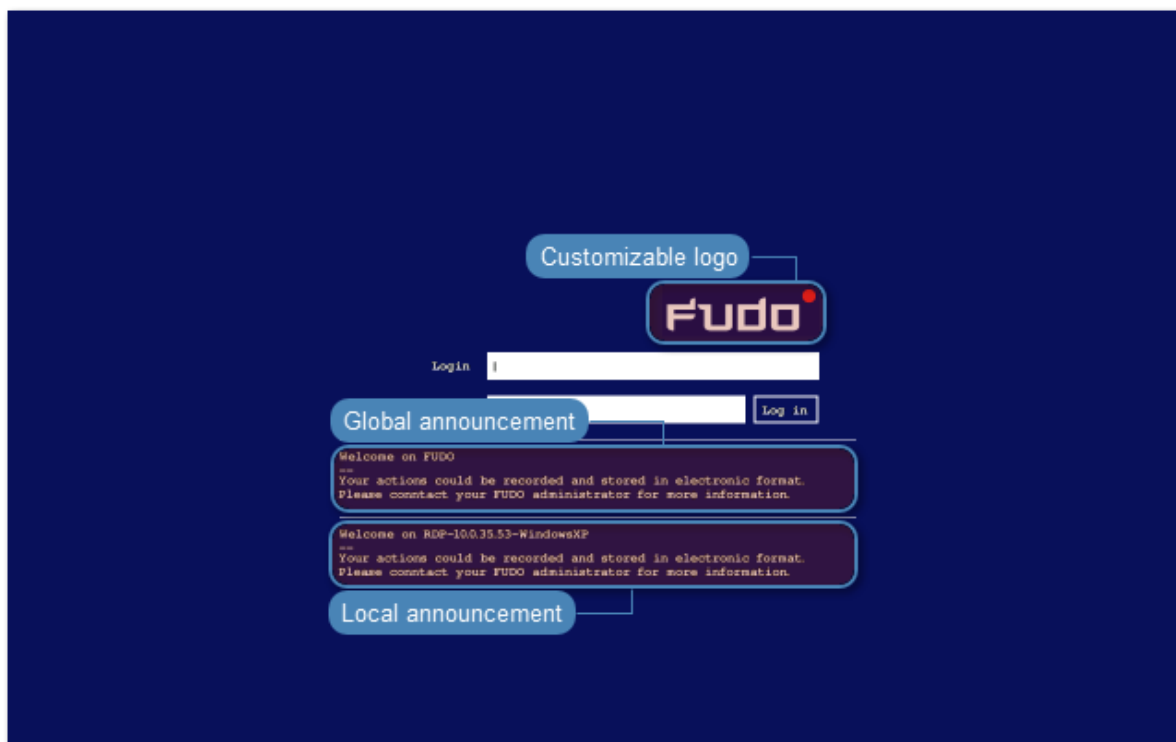 Customizable logo
FUDO
Login
Log in
Global announcement
Welcome on FUDO
--
Your actions could be recorded and stored in electronic format.
Please conntact your FUDO administrator for more information.
Welcome on RDP-10.0.35.53-WindowsXP
--
Your actions could be recorded and stored in electronic format.
Please conntact your FUDO administrator for more information.
Local announcement